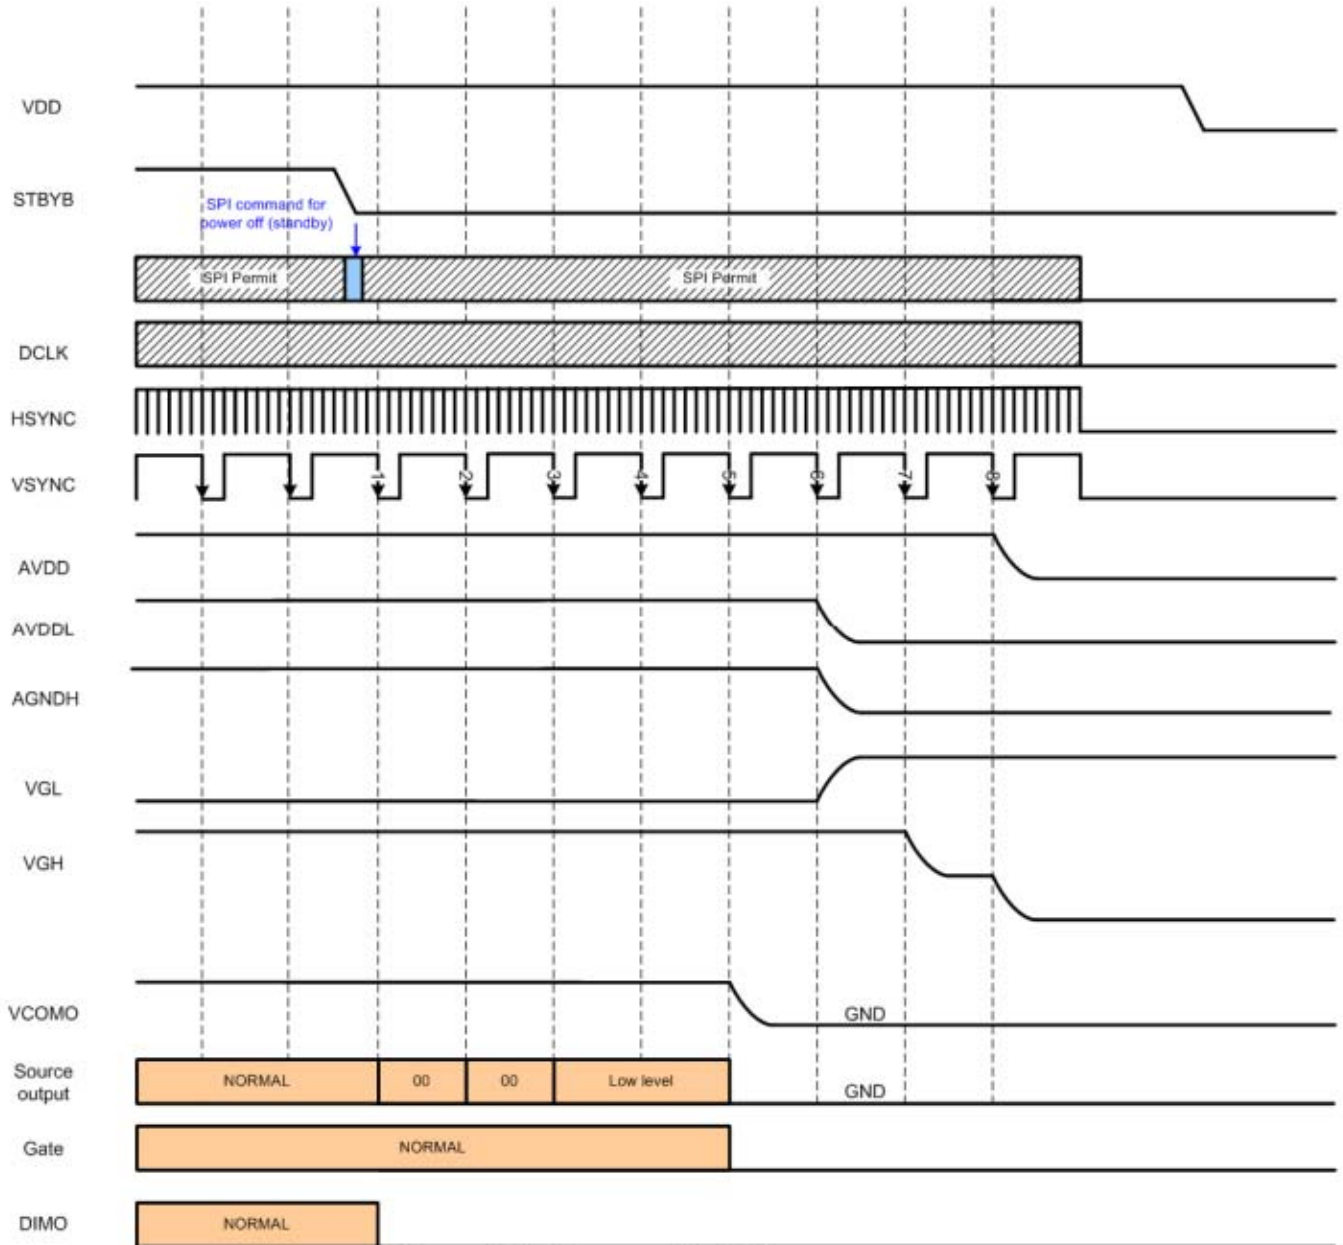 VDD
STBYB
SPI command for
power off (standby)
SPI Permit
SPI Permit
DCLK
HSYNC
VSYNC
1
2
3
4
5
6
7
8
AVDD
AVDDL
AGNDH
VGL
VGH
VCOMO
GND
Source
output
NORMAL
00
00
Low level
GND
Gate
NORMAL
DIMO
NORMAL